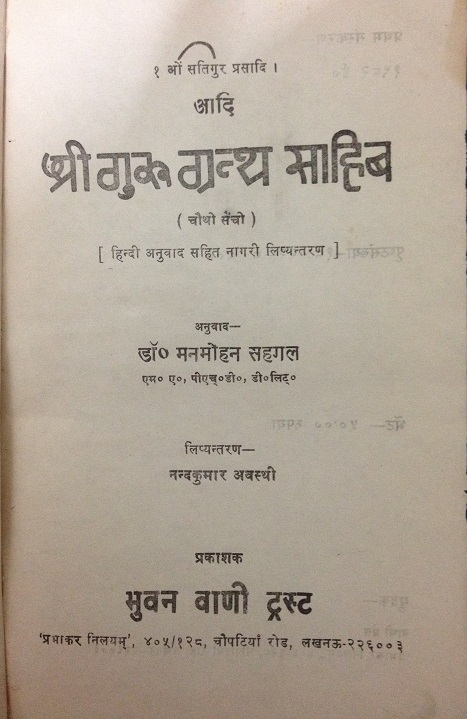 १ ओं सतिगुर प्रसादि ।
आदि
श्री गुरू ग्रन्थ साहिब
( चौथी सैंची )
[ हिन्दी अनुवाद सहित नागरी लिप्यन्तरण ]
अनुवाद—
डॉ० मनमोहन सहगल
एम० ए०, पीएच्०डी०, डी०लिट्०
लिप्यन्तरण—
नन्दकुमार अवस्थी
प्रकाशक
भुवन वाणी ट्रस्ट
'प्रभाकर निलयम्', ४०५/१२८, चौपटियाँ रोड, लखनऊ-२२६००३